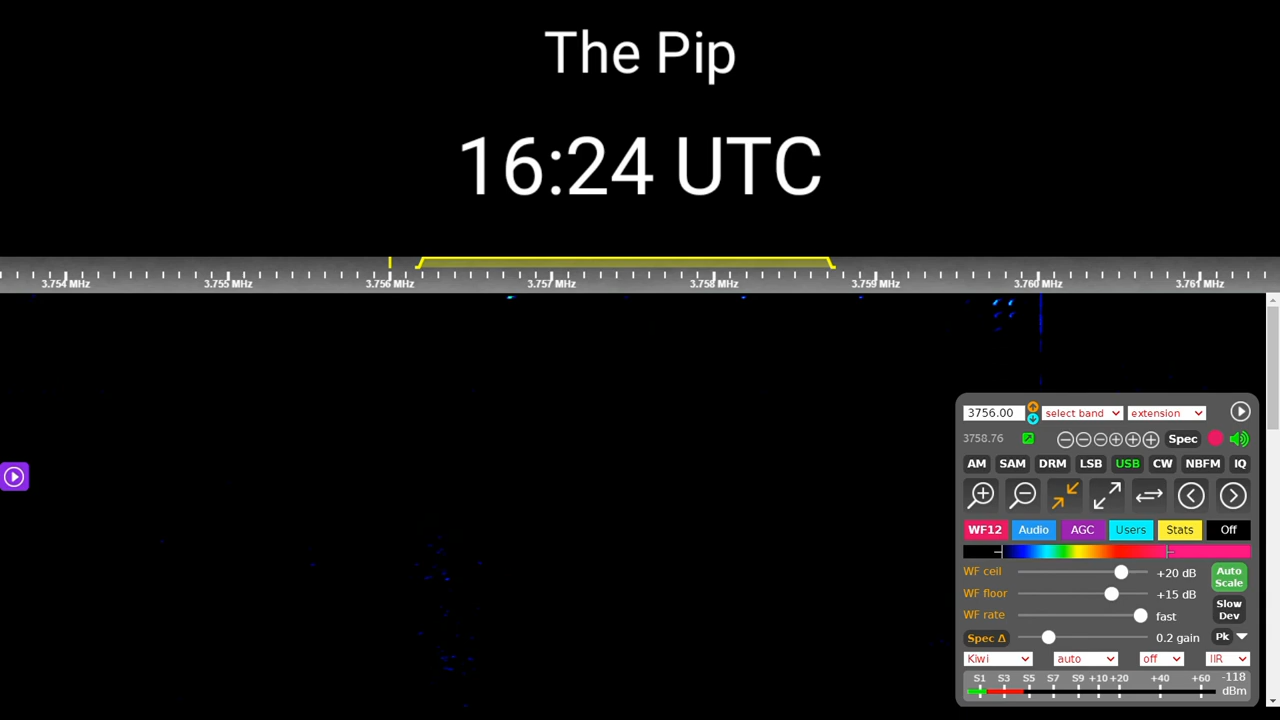 The Pip
16:24 UTC
3.754 MHz 3.755 MHz 3.756 MHz 3.757 MHz 3.758 MHz 3.759 MHz 3.760 MHz 3.761 MHz
3756.00 select band extension
3758.76 Spec
AM SAM DRM LSB USB CW NBFM IQ
WF12 Audio AGC Users Stats Off
WF ceil +20 dB Auto Scale
WF floor +15 dB
WF rate fast Slow Dev
Spec Δ 0.2 gain Pk
Kiwi auto off IIR
S1 S3 S5 S7 S9 +10 +20 +40 +60 -118 dBm